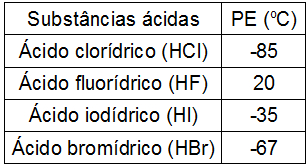 Substâncias ácidas PE (ºC)
Ácido clorídrico (HCl) -85
Ácido fluorídrico (HF) 20
Ácido iodídrico (HI) -35
Ácido bromídrico (HBr) -67